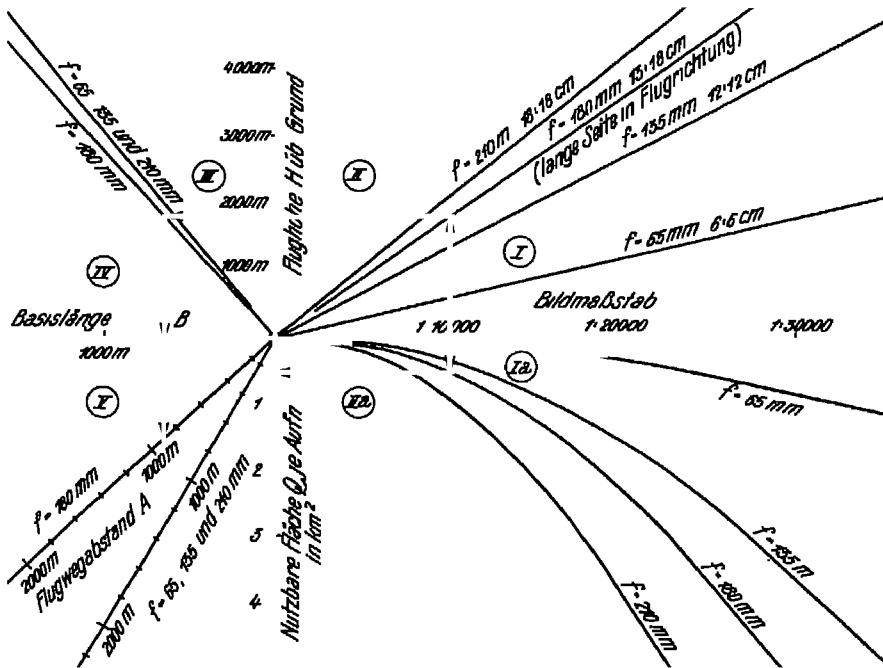 f = 65 135 und 210 mm
f = 180 mm
4000m
3000m
2000m
1000m
Flughöhe H üb Grund
III
II
f = 210 m 18·18 cm
f = 180 mm 13·18 cm
(lange Seite in Flugrichtung)
f = 135 mm 12·12 cm
I
f = 65 mm 6·6 cm
IV
Basislänge B
1000 m
Bildmaßstab
1:10000
1:20000
1:30000
V
IIa
Ia
f = 65 mm
1
2
3
4
Nutzbare Fläche Q je Aufn
in km²
f = 180 mm
1000m
2000m
Flugwegabstand A
1000m
2000m
f = 65, 135 und 210 mm
f = 135 m
f = 180 mm
f = 210 mm